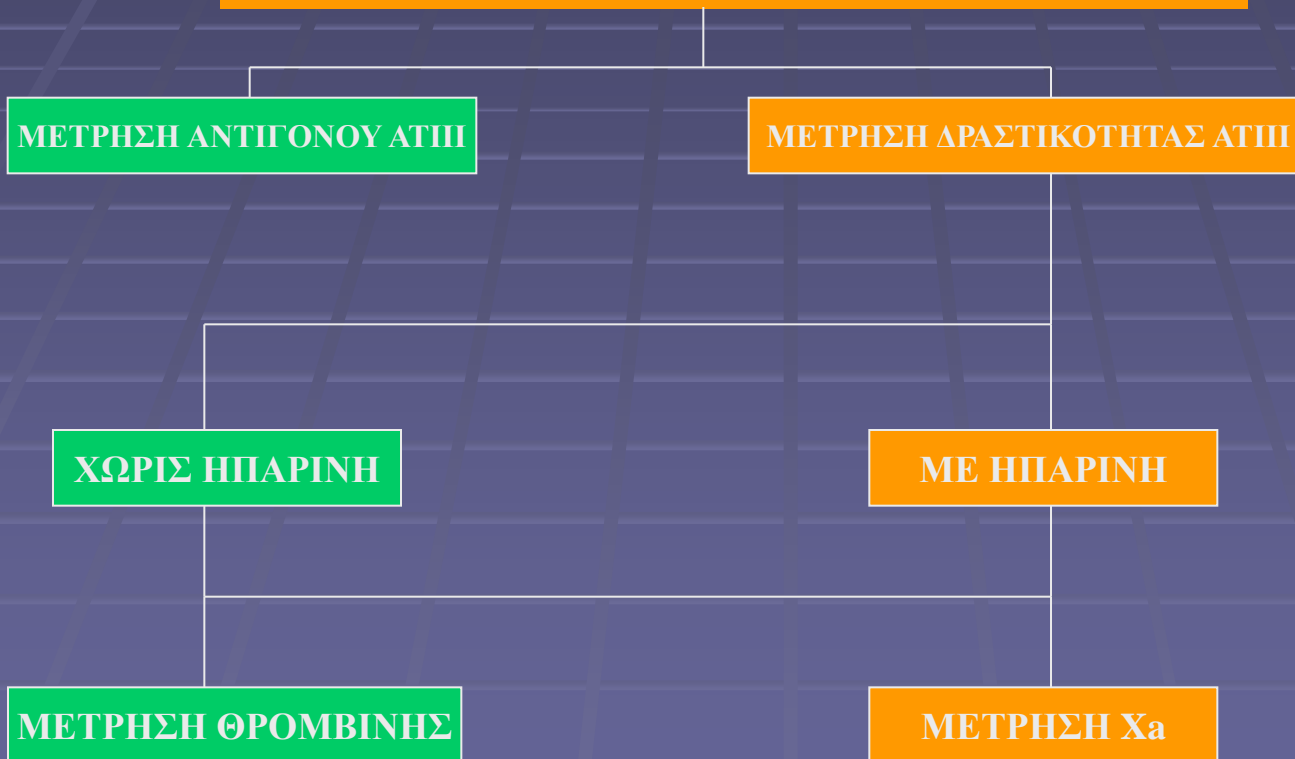 ΜΕΤΡΗΣΗ ΑΝΤΙΓΟΝΟΥ ΑΤΙΙΙ
ΜΕΤΡΗΣΗ ΔΡΑΣΤΙΚΟΤΗΤΑΣ ΑΤΙΙΙ
ΧΩΡΙΣ ΗΠΑΡΙΝΗ
ΜΕ ΗΠΑΡΙΝΗ
ΜΕΤΡΗΣΗ ΘΡΟΜΒΙΝΗΣ
ΜΕΤΡΗΣΗ Χa